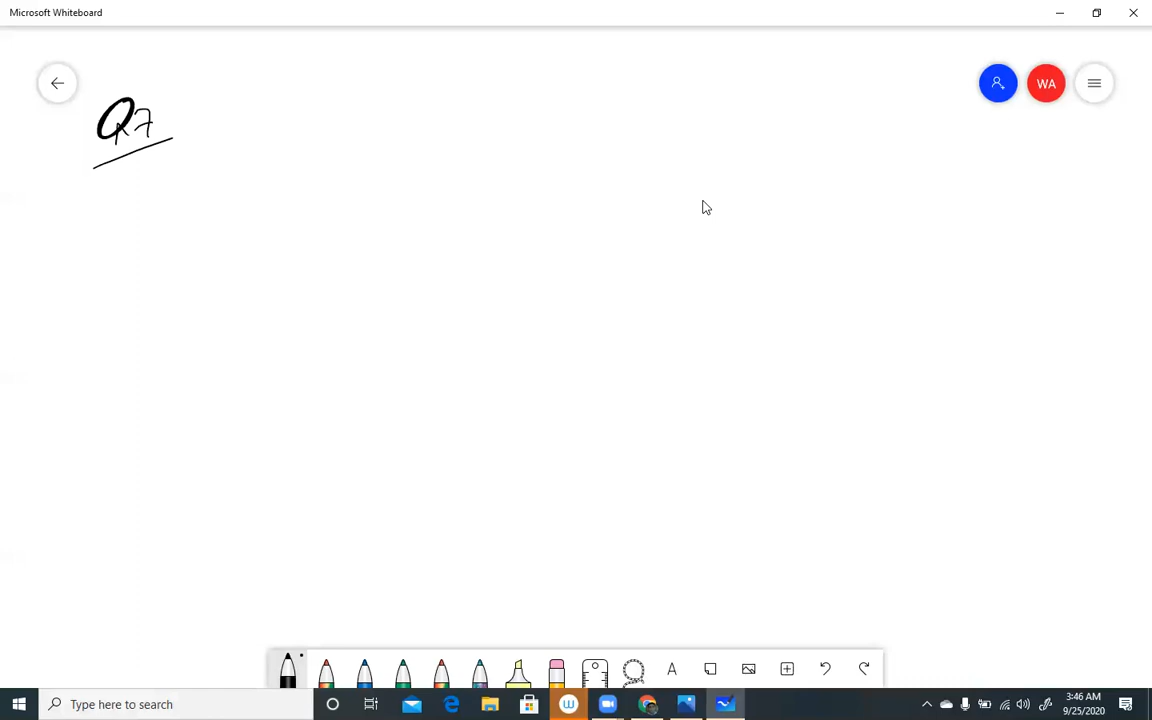 Microsoft Whiteboard
WA
Q7
A
Type here to search
3:46 AM
9/25/2020